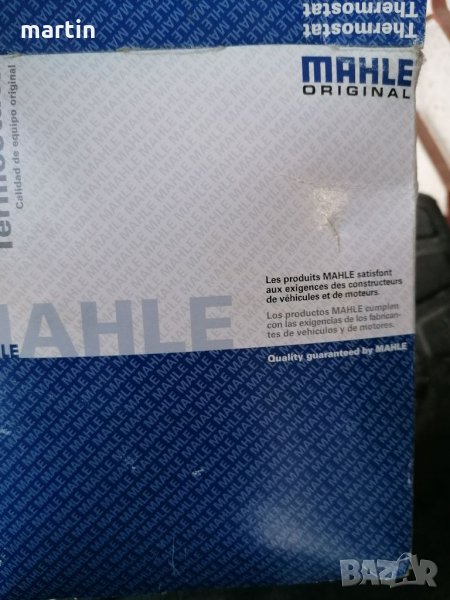 martin
Thermostat
Thermostat
MAHLE
ORIGINAL
Calidad de equipo original
Les produits MAHLE satisfont
aux exigences des constructeurs
de véhicules et de moteurs.
Los productos MAHLE cumplen
con las exigencias de los fabrican-
tes de vehículos y de motores.
MAHLE
Quality guaranteed by MAHLE
BAZAR